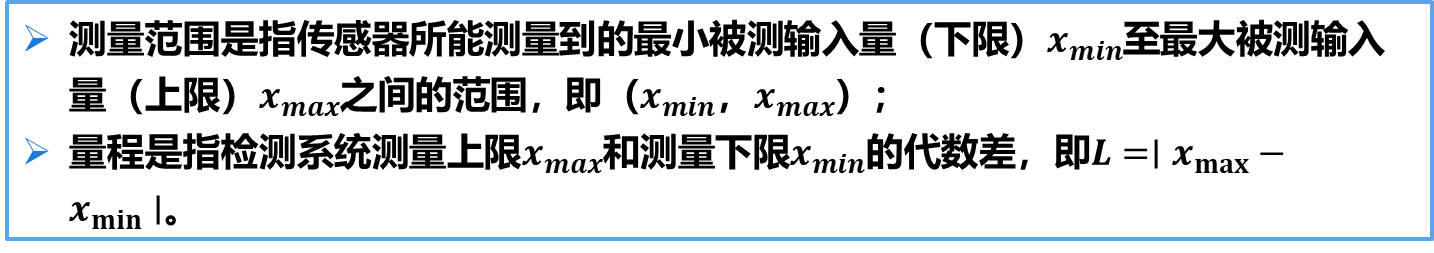 ➢ 测量范围是指传感器所能测量到的最小被测输入量（下限）x_min至最大被测输入
量（上限）x_max之间的范围，即（x_min，x_max）；
➢ 量程是指检测系统测量上限x_max和测量下限x_min的代数差，即L =| x_max −
x_min |。